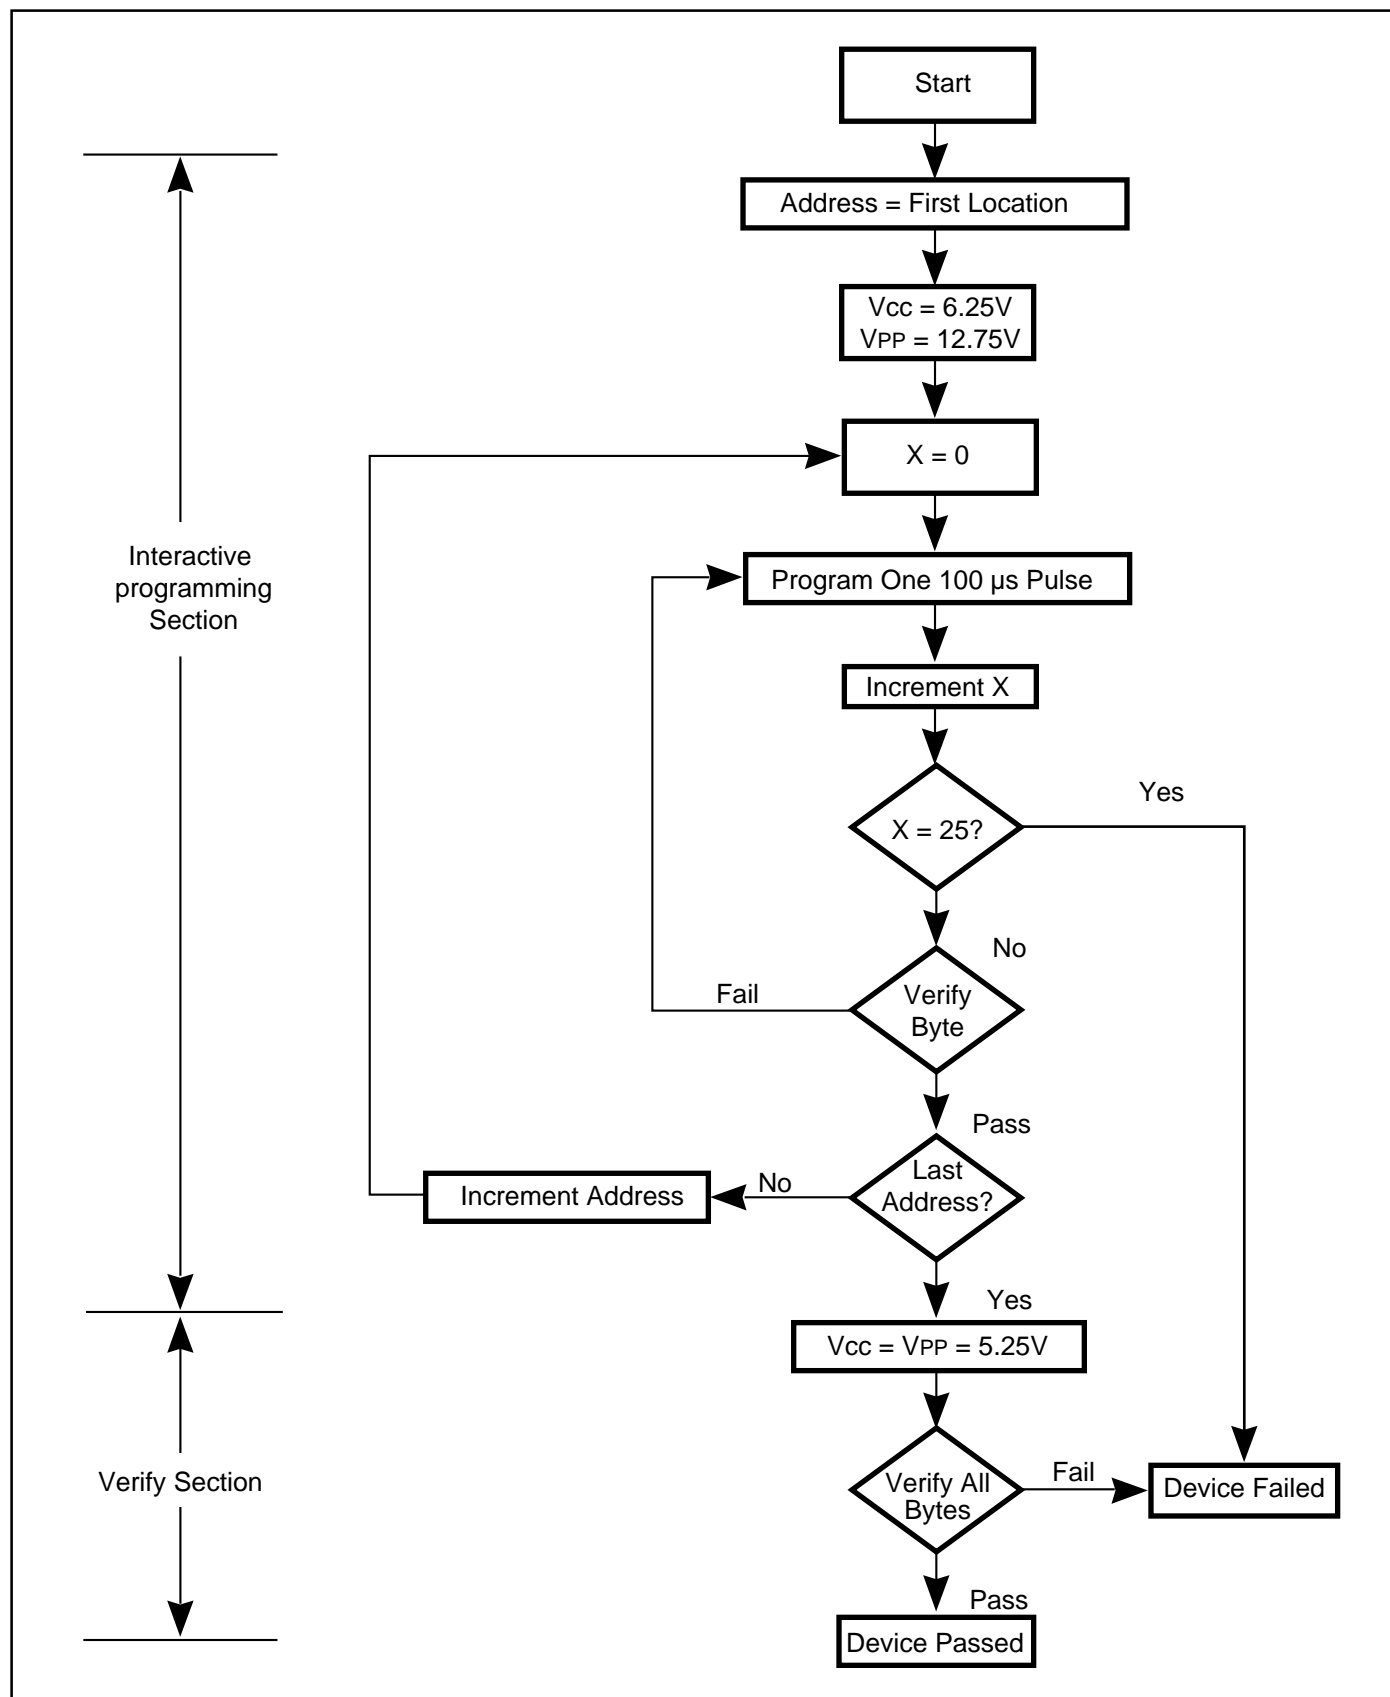 Start
Address = First Location
Vcc = 6.25V
VPP = 12.75V
X = 0
Interactive
programming
Section
Program One 100 µs Pulse
Increment X
X = 25?
Yes
No
Verify
Byte
Fail
Pass
Last
Address?
No
Increment Address
Yes
Vcc = VPP = 5.25V
Verify Section
Verify All
Bytes
Fail
Device Failed
Pass
Device Passed